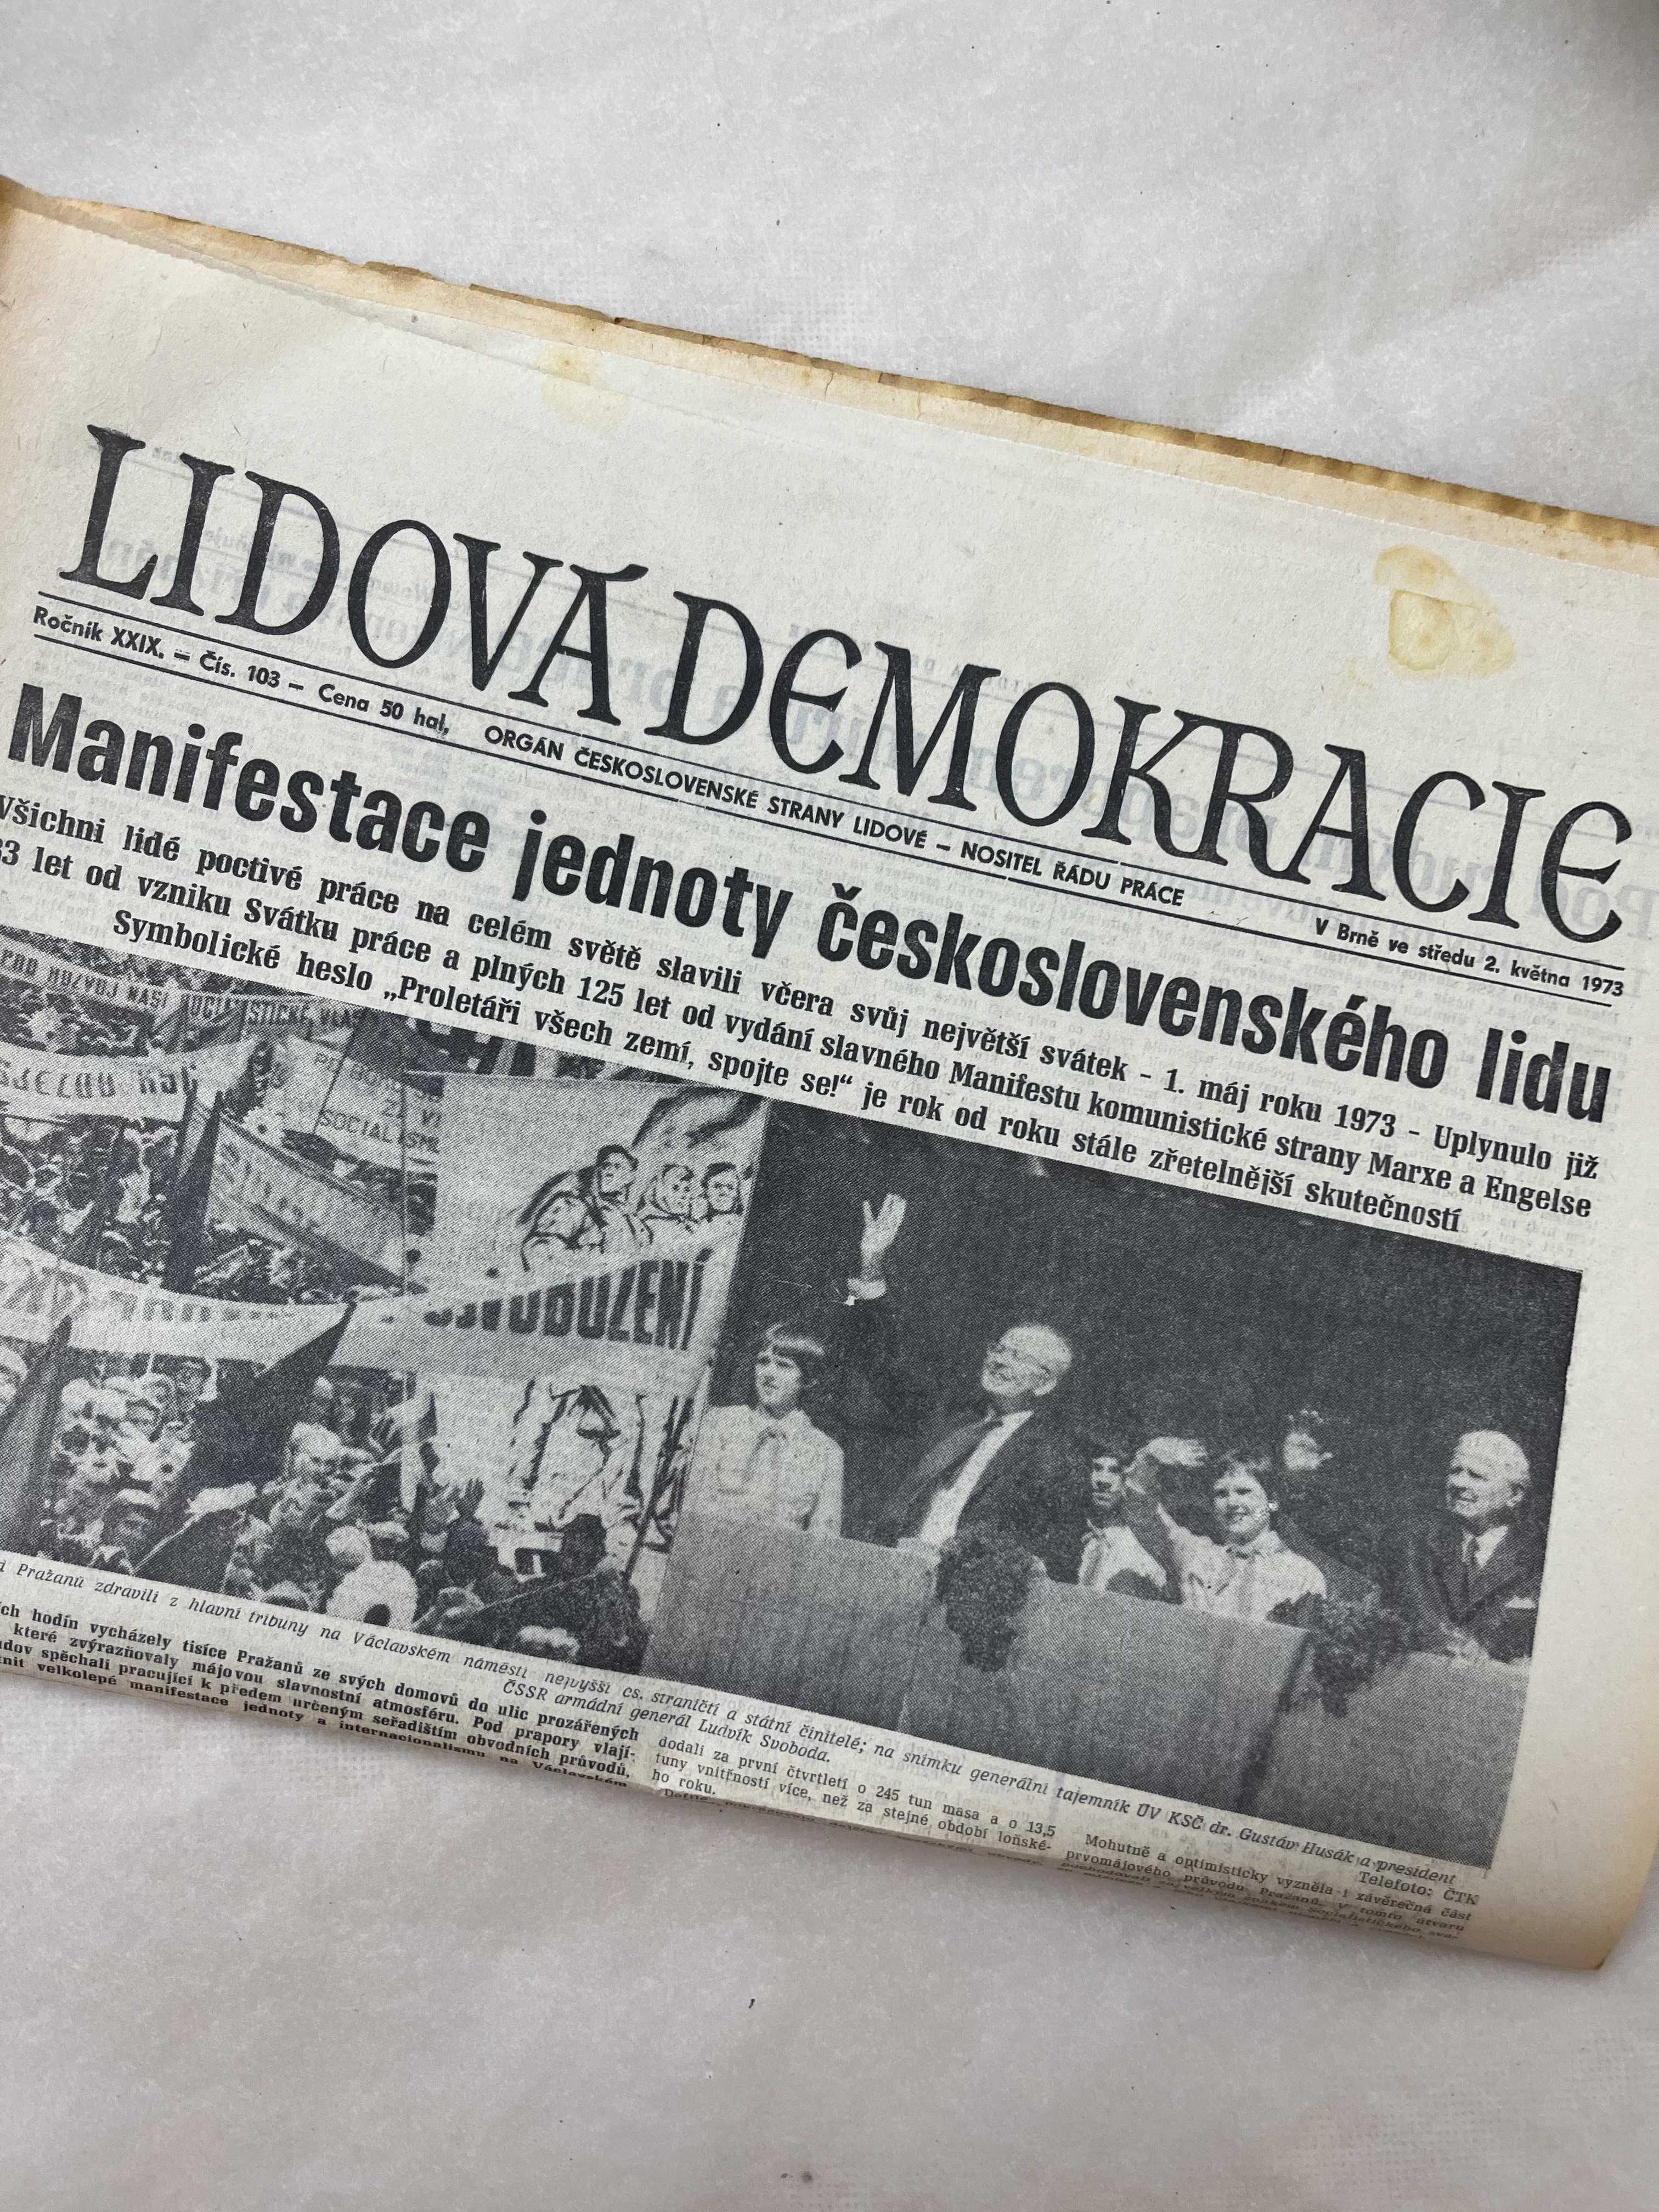 LIDOVÁ DEMOKRACIE
Ročník XXIX. – Čís. 103 – Cena 50 hal, ORGÁN ČESKOSLOVENSKÉ STRANY LIDOVÉ – NOSITEL ŘÁDU PRÁCE V Brně ve středu 2. května 1973
Manifestace jednoty československého lidu
Všichni lidé poctivé práce na celém světě slavili včera svůj největší svátek – 1. máj roku 1973 – Uplynulo již
let od vzniku Svátku práce a plných 125 let od vydání slavného Manifestu komunistické strany Marxe a Engelse
Symbolické heslo „Proletáři všech zemí, spojte se!“ je rok od roku stále zřetelnější skutečností
PRO ROZVOJ NAŠÍ SOCIALISTICKÉ
SOCIALISMU
Pražanů zdravili z hlavní tribuny na Václavském náměstí nejvyšší čs. straničtí a státní činitelé; na snímku generální tajemník ÚV KSČ dr. Gustáv Husák a president
ČSSR armádní generál Ludvík Svoboda.
Telefoto: ČTK
hodin vycházely tisíce Pražanů ze svých domovů do ulic prozářených
které zvýrazňovaly májovou slavnostní atmosféru. Pod prapory vlají-
spěchali pracující k předem určeným seřadištím obvodních průvodů,
velkolepé manifestace jednoty a internacionalismu na Václavském
dodali za první čtvrtletí o 245 tun masa a o 13,5
tuny vnitřností více, než za stejné období loňské-
ho roku.
Mohutně a optimisticky vyzněla i závěrečná část
prvomájového průvodu Pražanů. V tomto útvaru